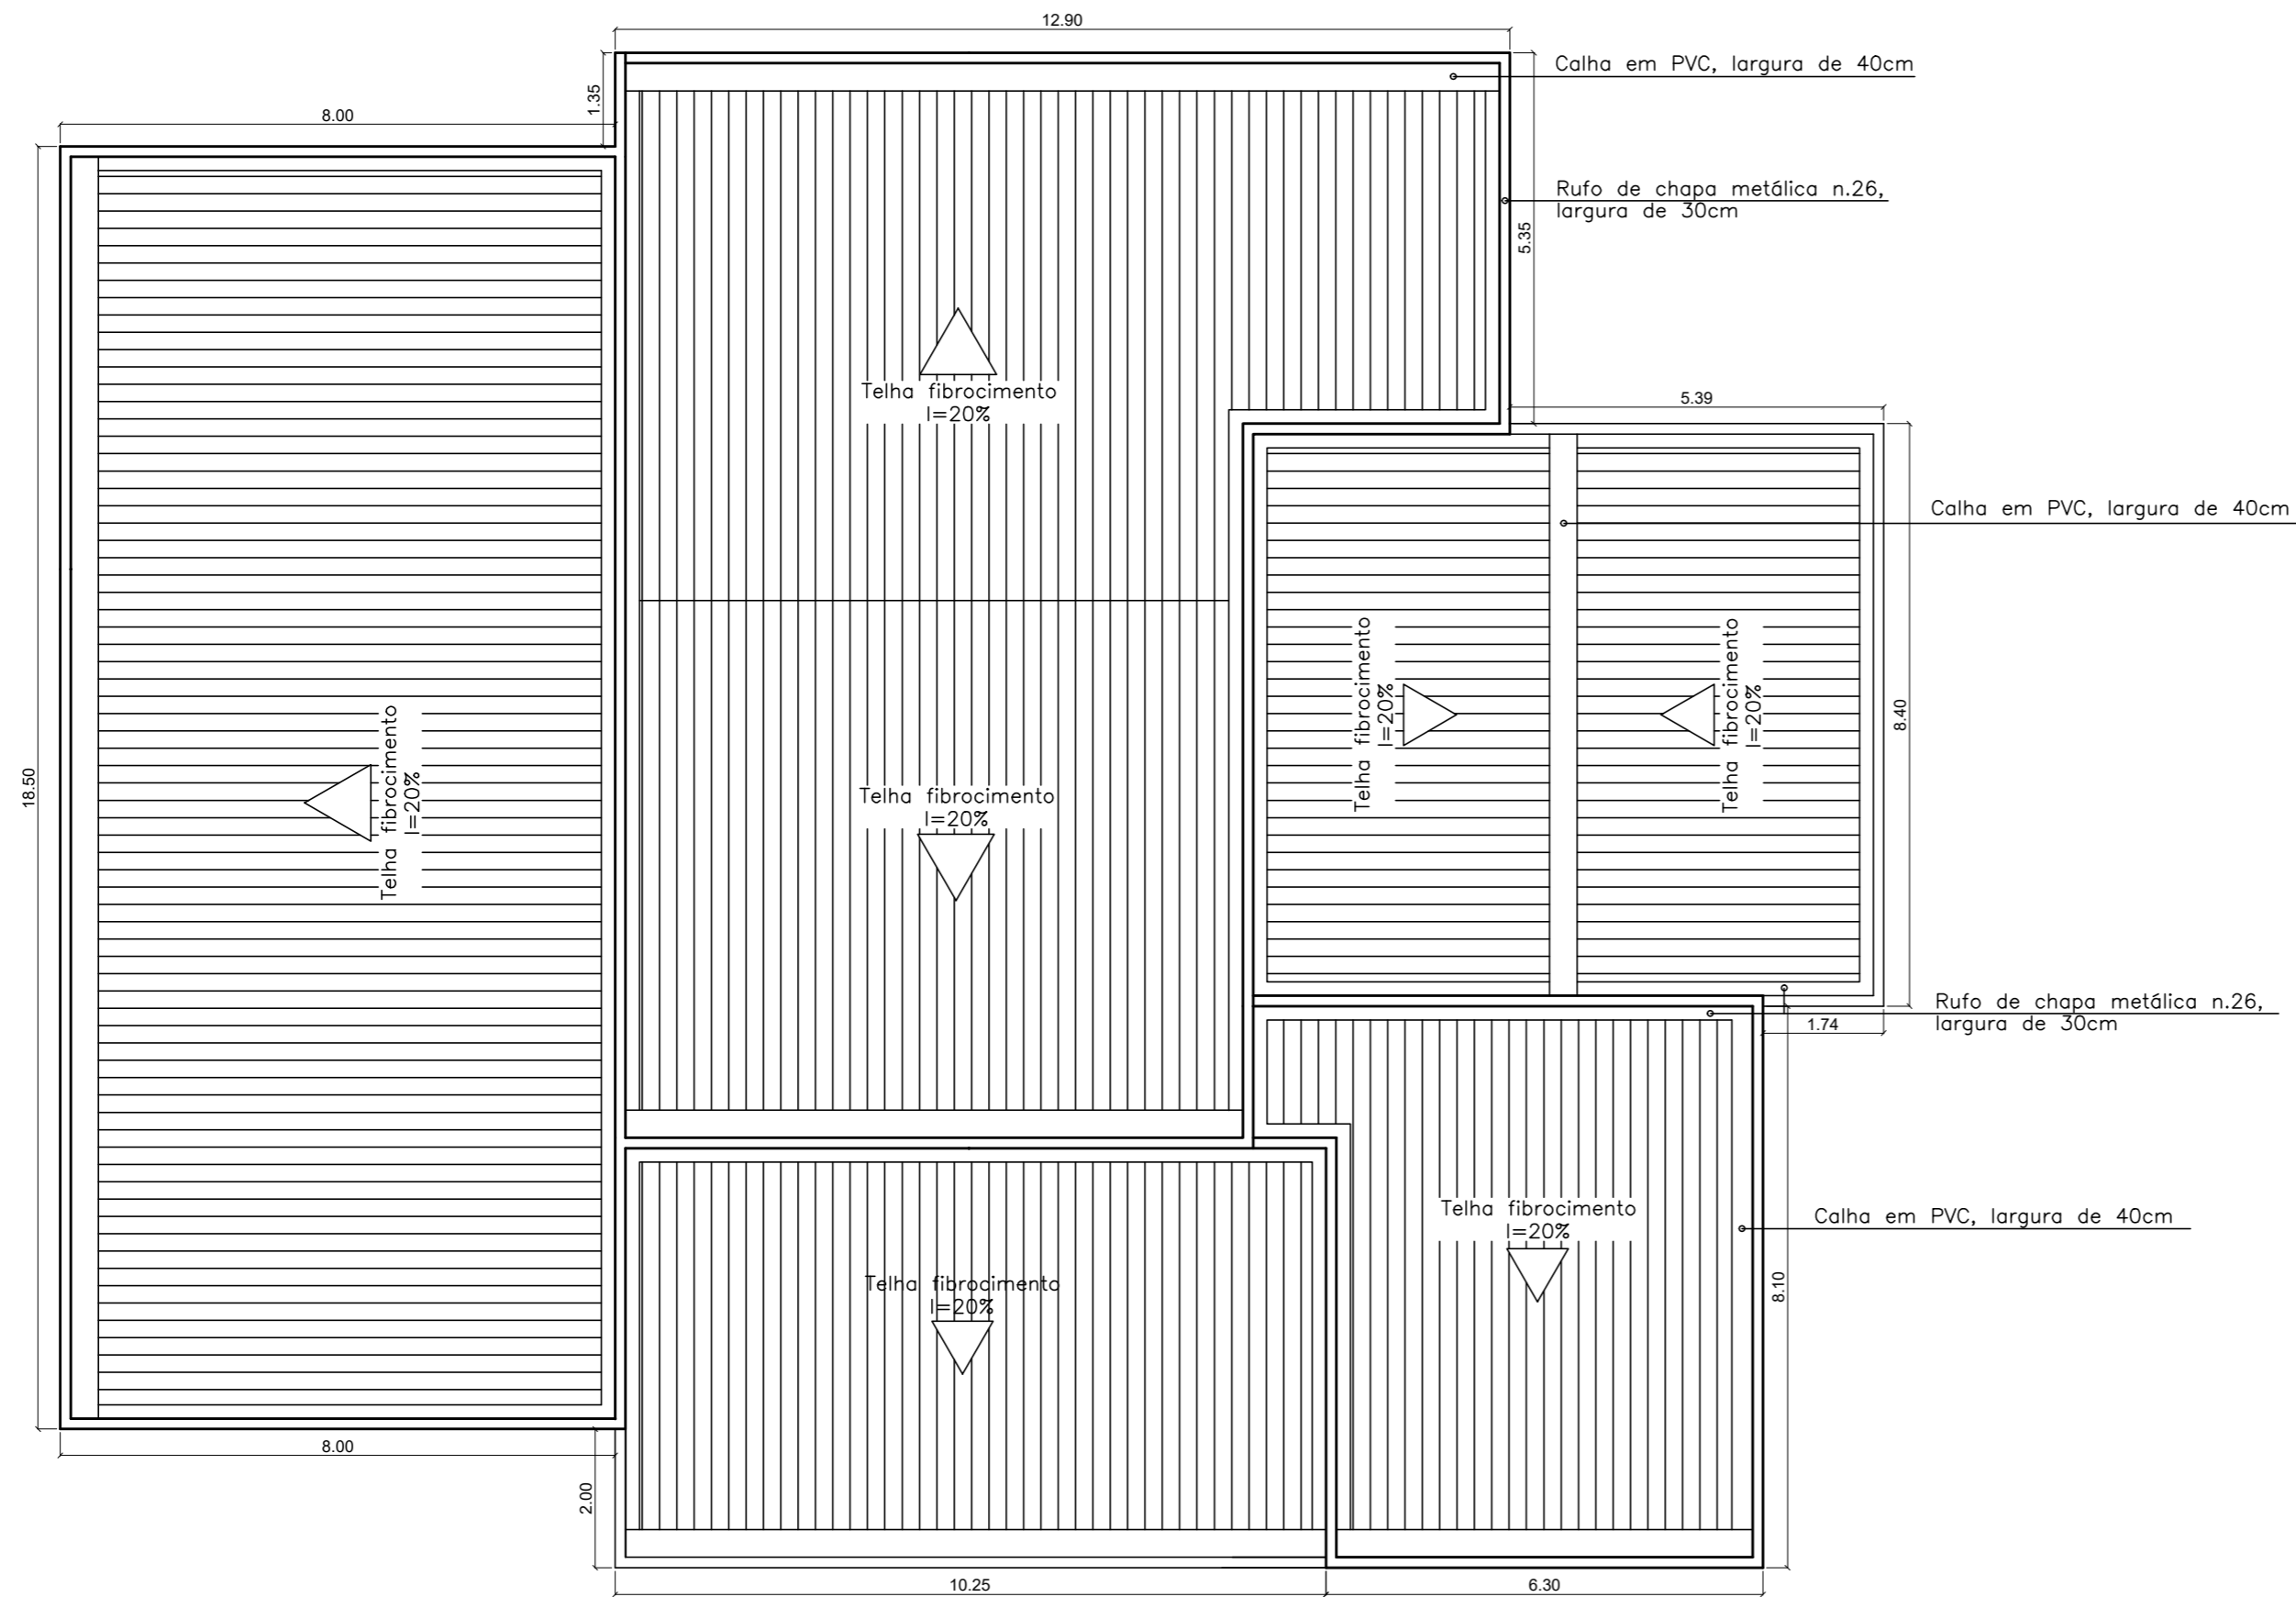 12.90
Calha em PVC, largura de 40cm
1.35
8.00
Rufo de chapa metálica n.26,
largura de 30cm
5.35
Telha fibrocimento
I=20%
5.39
Calha em PVC, largura de 40cm
Telha fibrocimento
I=20%
Telha fibrocimento
I=20%
8.40
18.50
Telha fibrocimento
I=20%
Telha fibrocimento
I=20%
Rufo de chapa metálica n.26,
largura de 30cm
1.74
Telha fibrocimento
I=20%
Calha em PVC, largura de 40cm
Telha fibrocimento
I=20%
8.10
8.00
2.00
10.25
6.30